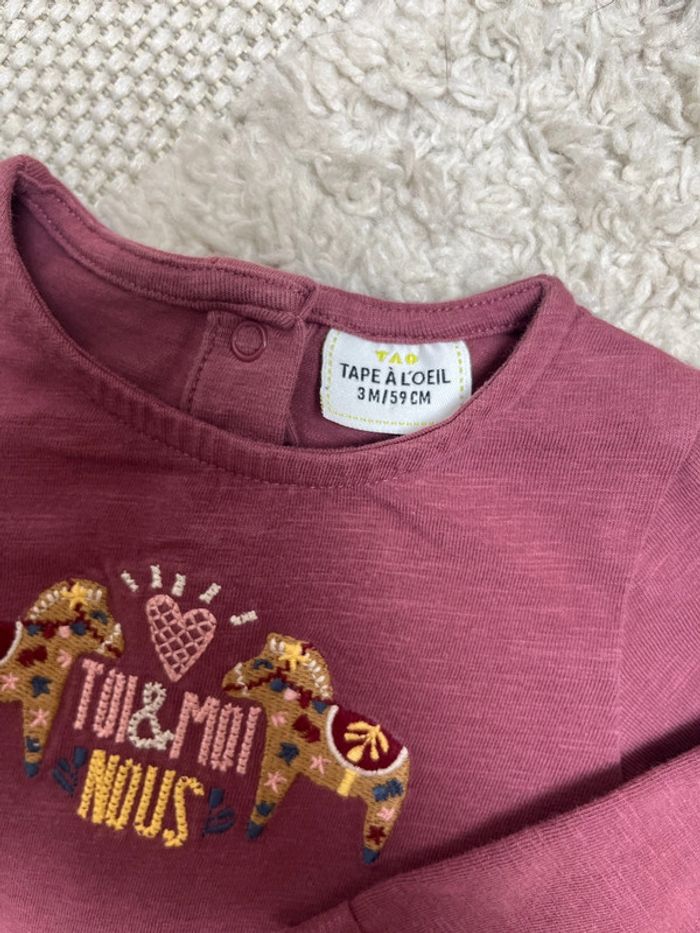 TAO
TAPE À L'OEIL
3M/59CM
TOI&MOI
NOUS